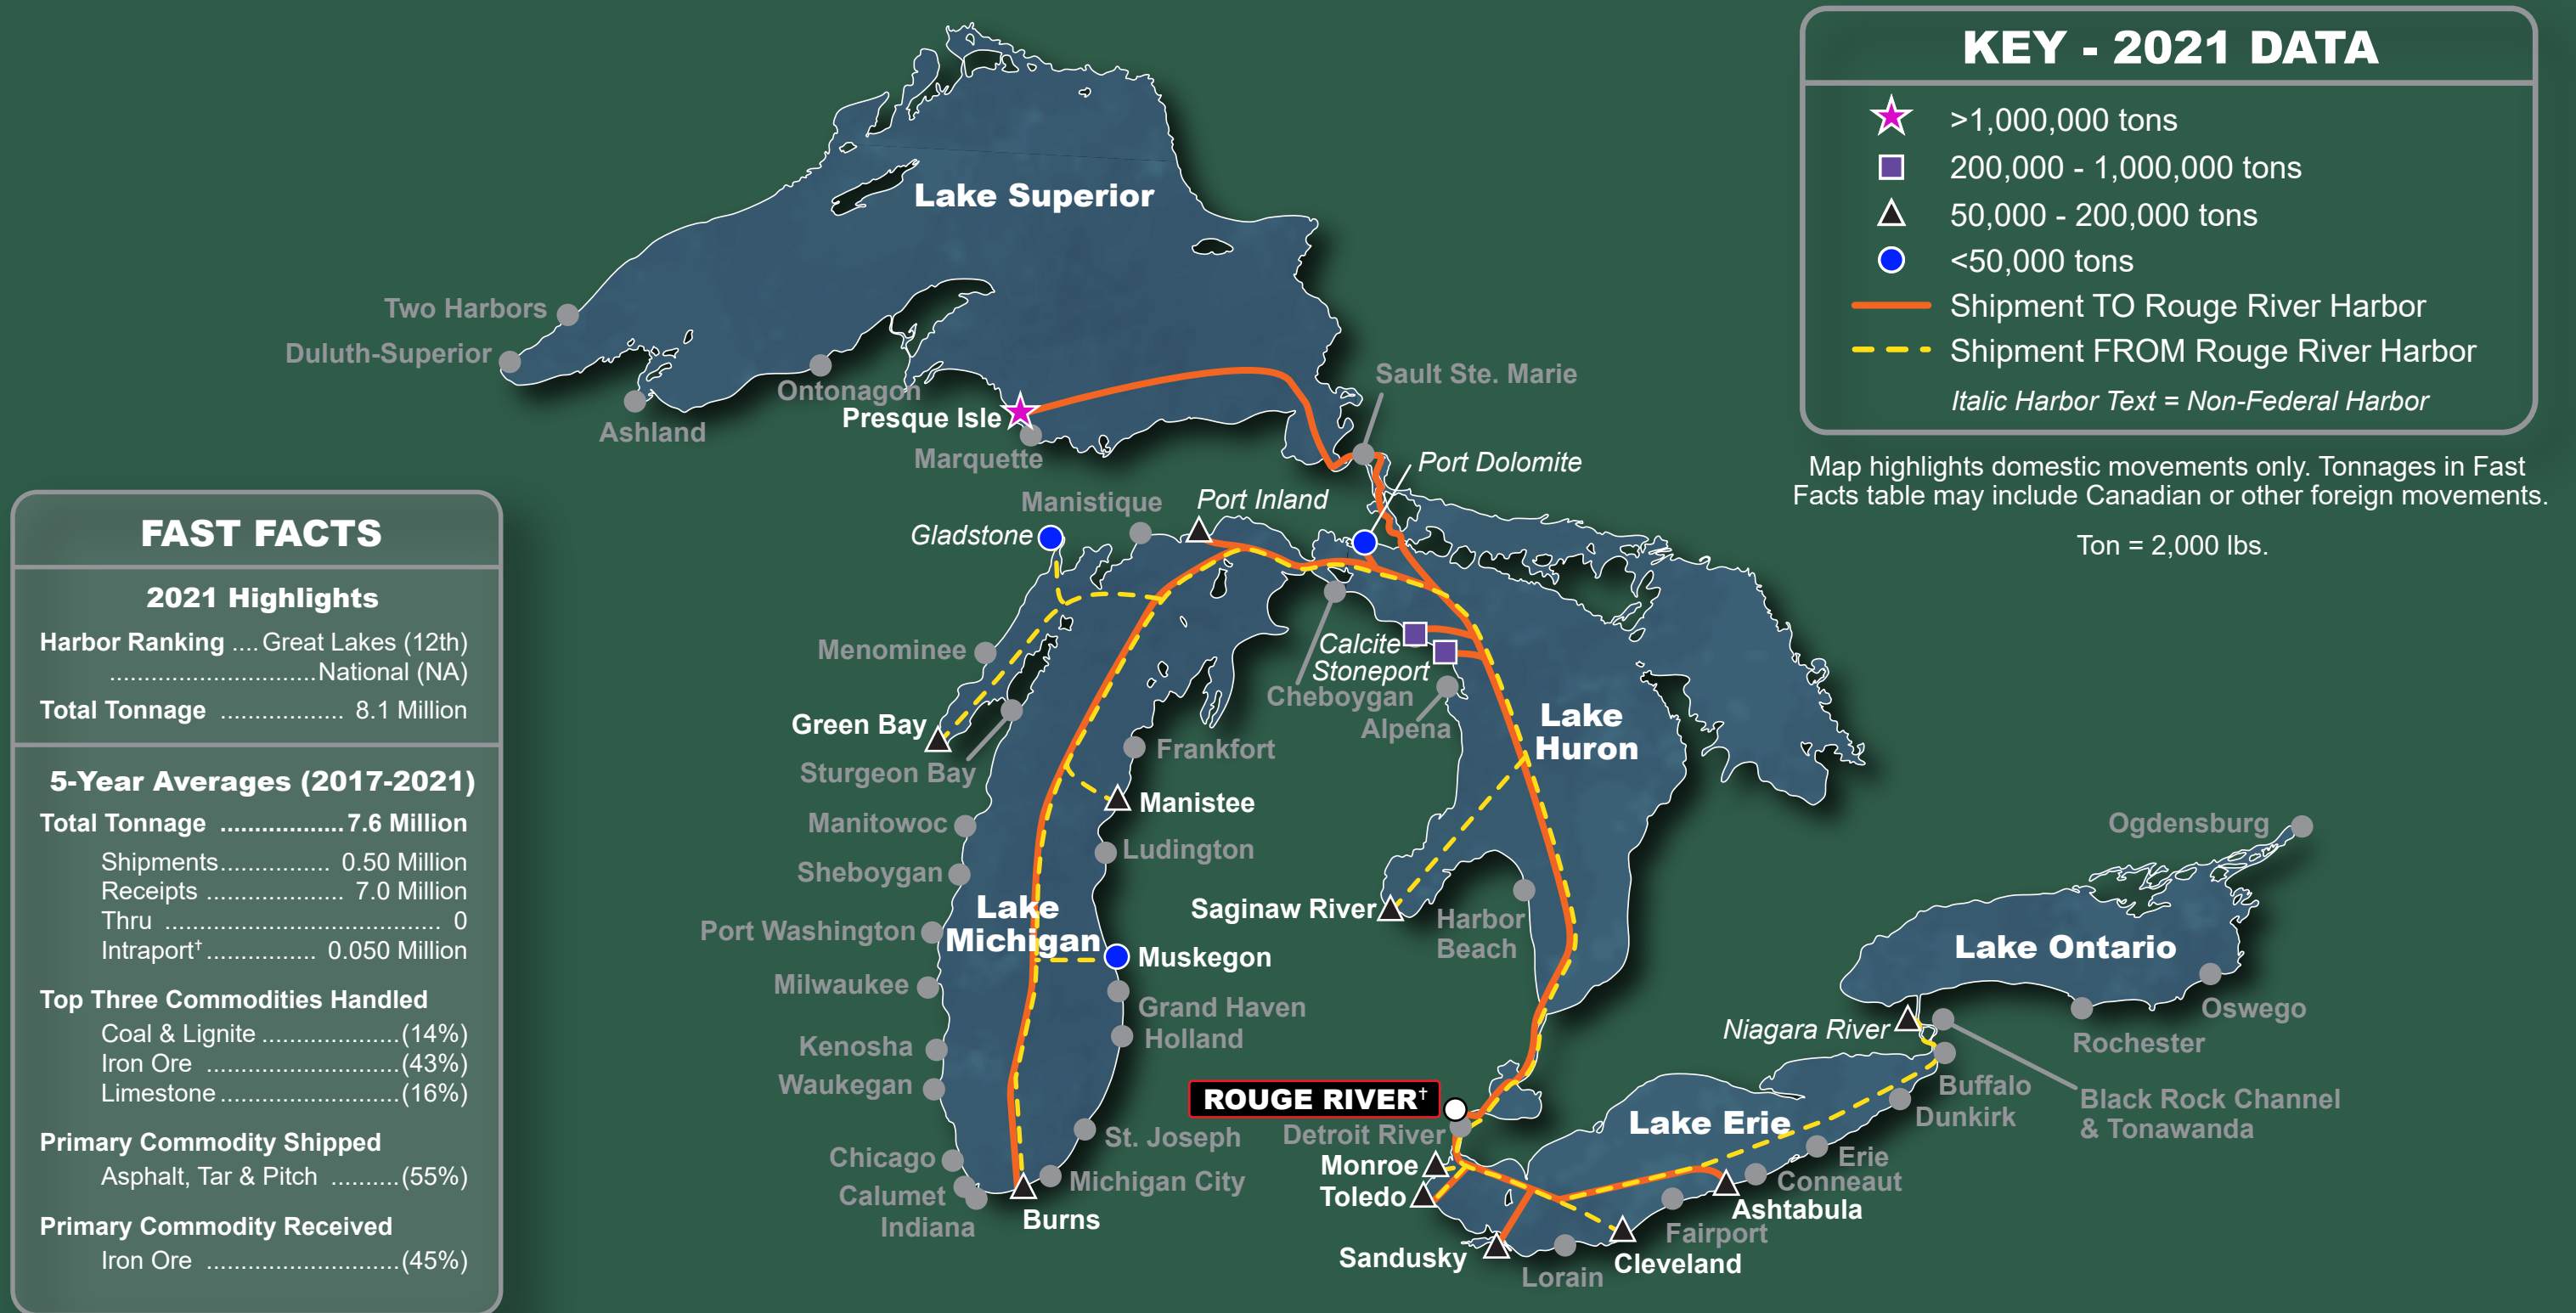 KEY - 2021 DATA
>1,000,000 tons
200,000 - 1,000,000 tons
50,000 - 200,000 tons
<50,000 tons
Shipment TO Rouge River Harbor
Shipment FROM Rouge River Harbor
Italic Harbor Text = Non-Federal Harbor
Map highlights domestic movements only. Tonnages in Fast
Facts table may include Canadian or other foreign movements.
Ton = 2,000 lbs.
Lake Superior
Two Harbors
Duluth-Superior
Ashland
Ontonagon
Presque Isle
Marquette
Sault Ste. Marie
Port Dolomite
Manistique
Port Inland
Gladstone
Menominee
Green Bay
Sturgeon Bay
Calcite
Stoneport
Cheboygan
Alpena
Lake
Huron
Frankfort
Manistee
Manitowoc
Ludington
Sheboygan
Port Washington
Lake
Michigan
Muskegon
Milwaukee
Grand Haven
Holland
Kenosha
Waukegan
St. Joseph
Chicago
Michigan City
Calumet
Indiana
Burns
Saginaw River
Harbor
Beach
ROUGE RIVER†
Detroit River
Monroe
Toledo
Sandusky
Lorain
Cleveland
Fairport
Ashtabula
Conneaut
Erie
Lake Erie
Dunkirk
Buffalo
Black Rock Channel
& Tonawanda
Niagara River
Lake Ontario
Rochester
Oswego
Ogdensburg
FAST FACTS
2021 Highlights
Harbor Ranking ....Great Lakes (12th)
..............................National (NA)
Total Tonnage .................. 8.1 Million
5-Year Averages (2017-2021)
Total Tonnage ..................7.6 Million
Shipments................ 0.50 Million
Receipts .................... 7.0 Million
Thru ........................................ 0
Intraport†................ 0.050 Million
Top Three Commodities Handled
Coal & Lignite ....................(14%)
Iron Ore ............................(43%)
Limestone..........................(16%)
Primary Commodity Shipped
Asphalt, Tar & Pitch ..........(55%)
Primary Commodity Received
Iron Ore ............................(45%)